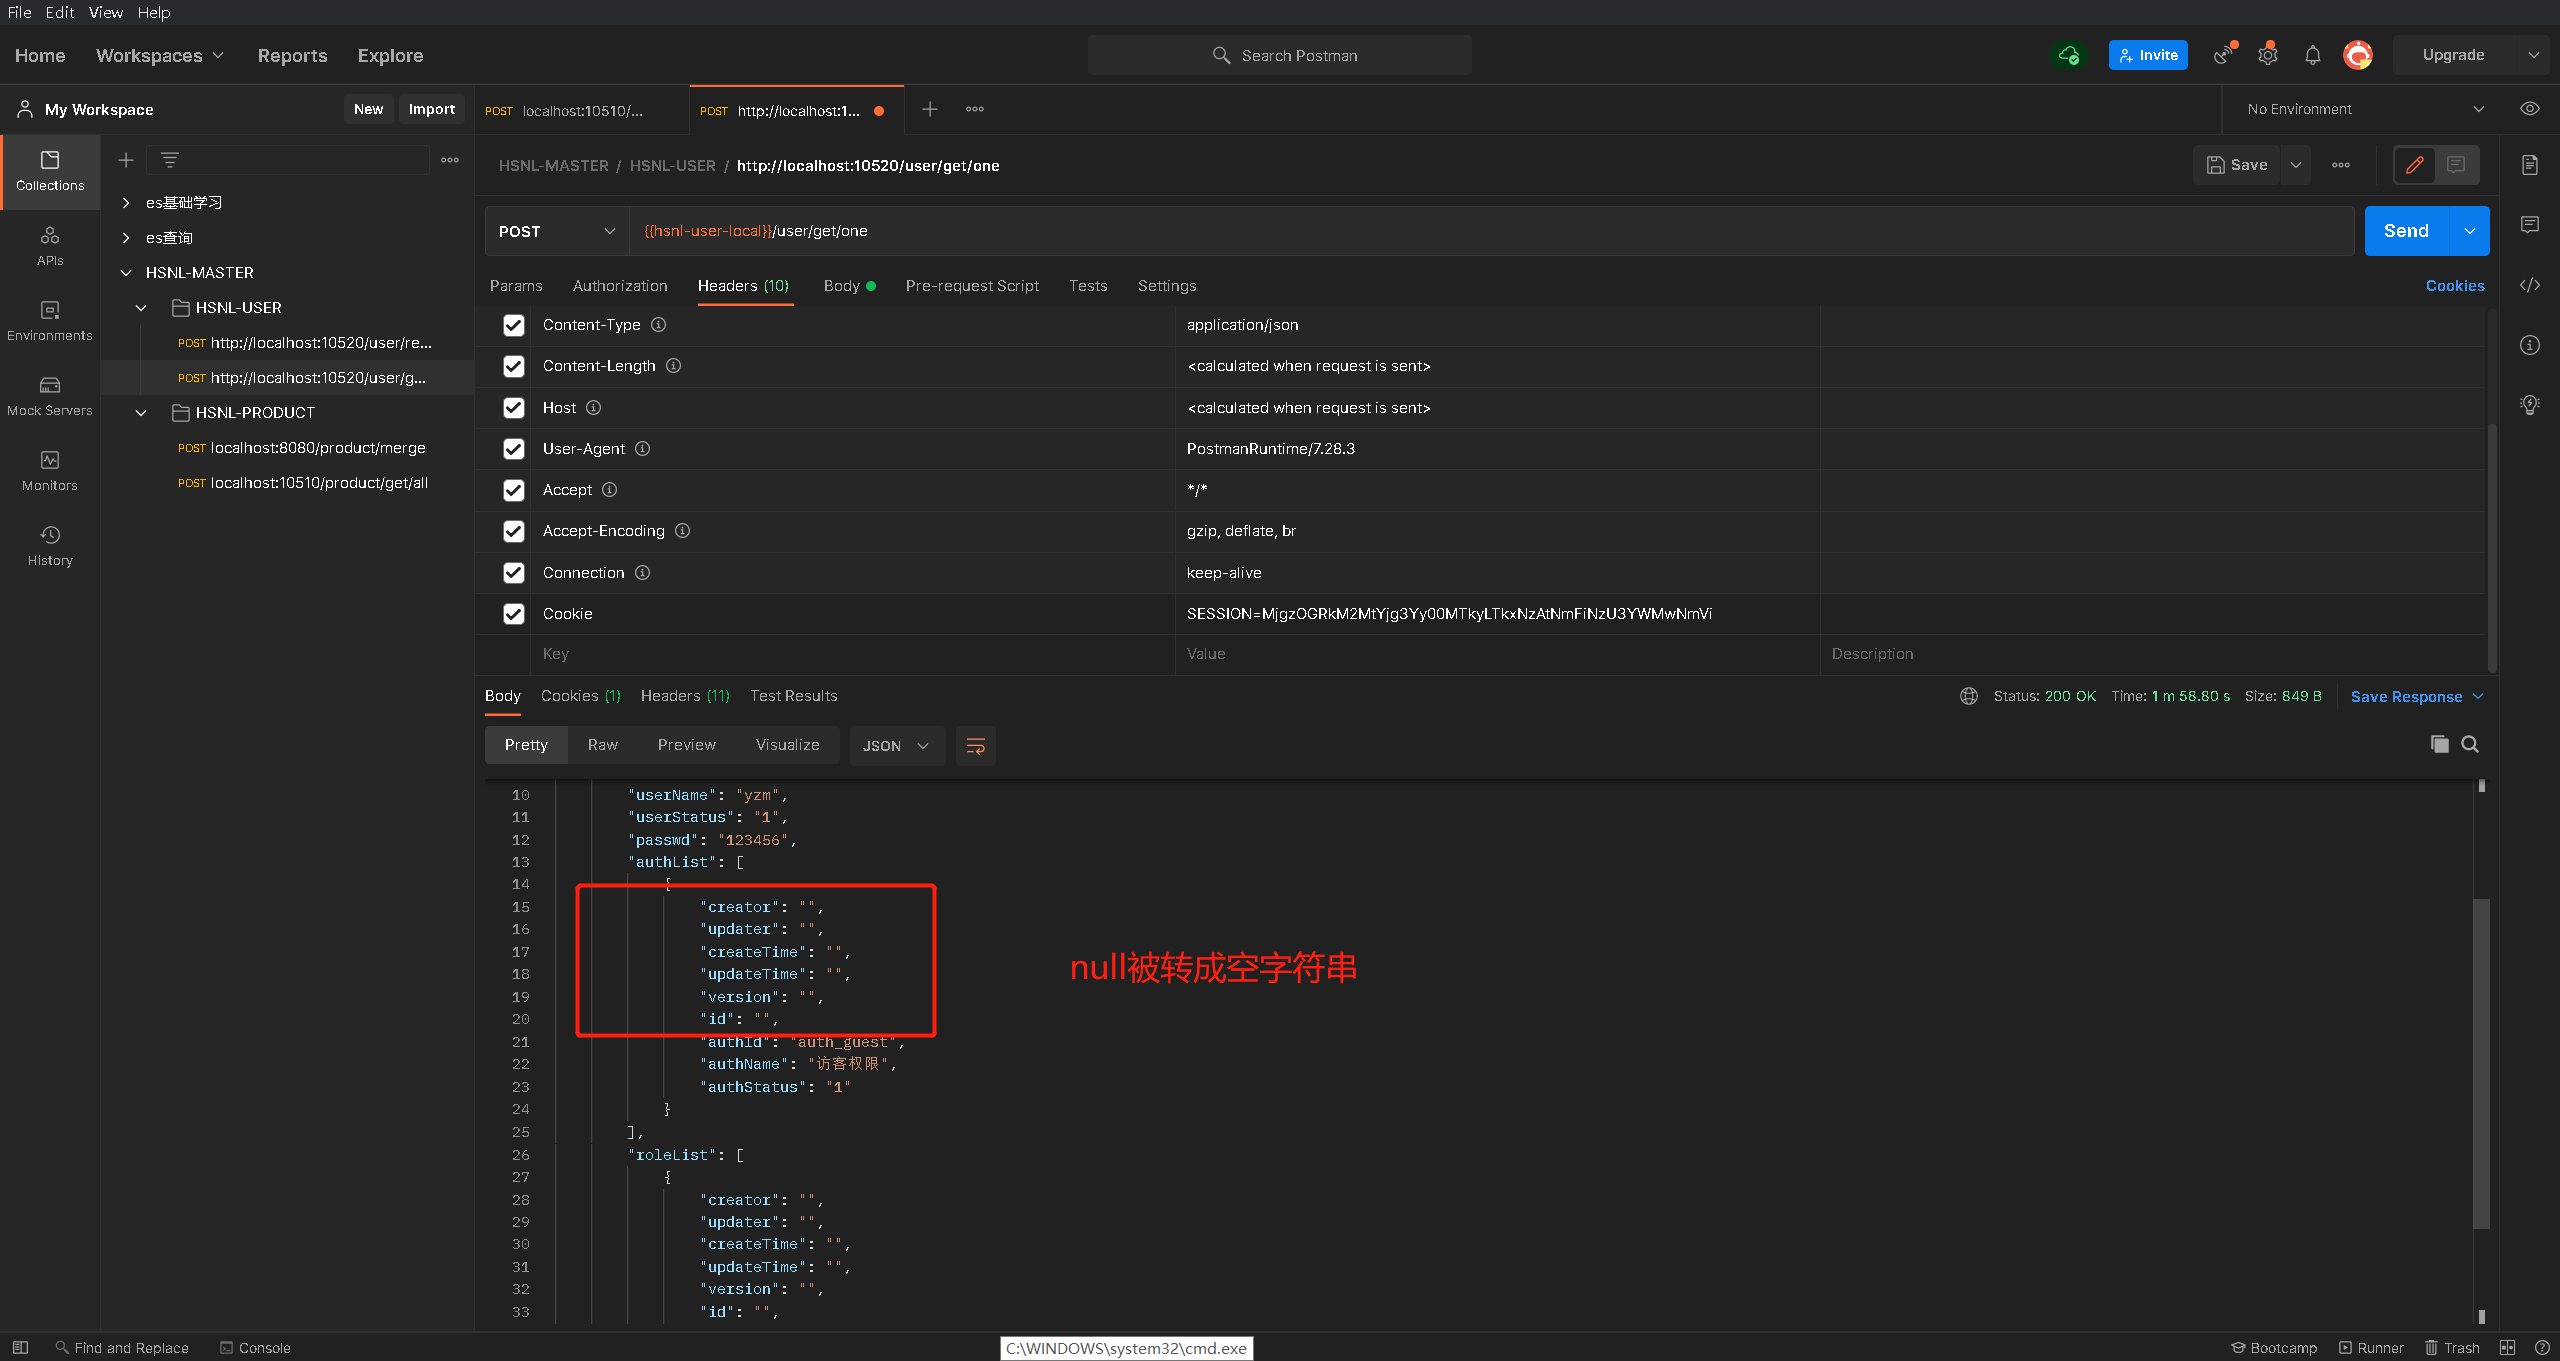 File Edit View Help
Home Workspaces Reports Explore
Search Postman
Invite
Upgrade
My Workspace
New Import
POST localhost:10510/...
POST http://localhost:1...
No Environment
Collections
APIs
Environments
Mock Servers
Monitors
History
es基础学习
es查询
HSNL-MASTER
HSNL-USER
POST http://localhost:10520/user/re...
POST http://localhost:10520/user/g...
HSNL-PRODUCT
POST localhost:8080/product/merge
POST localhost:10510/product/get/all
HSNL-MASTER / HSNL-USER / http://localhost:10520/user/get/one
Save
POST {{hsnl-user-local}}/user/get/one
Send
Params Authorization Headers (10) Body Pre-request Script Tests Settings
Cookies
Content-Type application/json
Content-Length <calculated when request is sent>
Host <calculated when request is sent>
User-Agent PostmanRuntime/7.28.3
Accept */*
Accept-Encoding gzip, deflate, br
Connection keep-alive
Cookie SESSION=MjgzOGRkM2MtYjg3Yy00MTkyLTkxNzAtNmFiNzU3YWMwNmVi
Key Value Description
Body Cookies (1) Headers (11) Test Results
Status: 200 OK Time: 1 m 58.80 s Size: 849 B Save Response
Pretty Raw Preview Visualize JSON
10 "userName": "yzm",
11 "userStatus": "1",
12 "passwd": "123456",
13 "authList": [
14 {
15 "creator": "",
16 "updater": "",
17 "createTime": "",
18 "updateTime": "",
19 "version": "",
20 "id": "",
21 "authId": "auth_guest",
22 "authName": "访客权限",
23 "authStatus": "1"
24 }
25 ],
26 "roleList": [
27 {
28 "creator": "",
29 "updater": "",
30 "createTime": "",
31 "updateTime": "",
32 "version": "",
33 "id": "",
null被转成空字符串
Find and Replace Console
C:\WINDOWS\system32\cmd.exe
Bootcamp Runner Trash